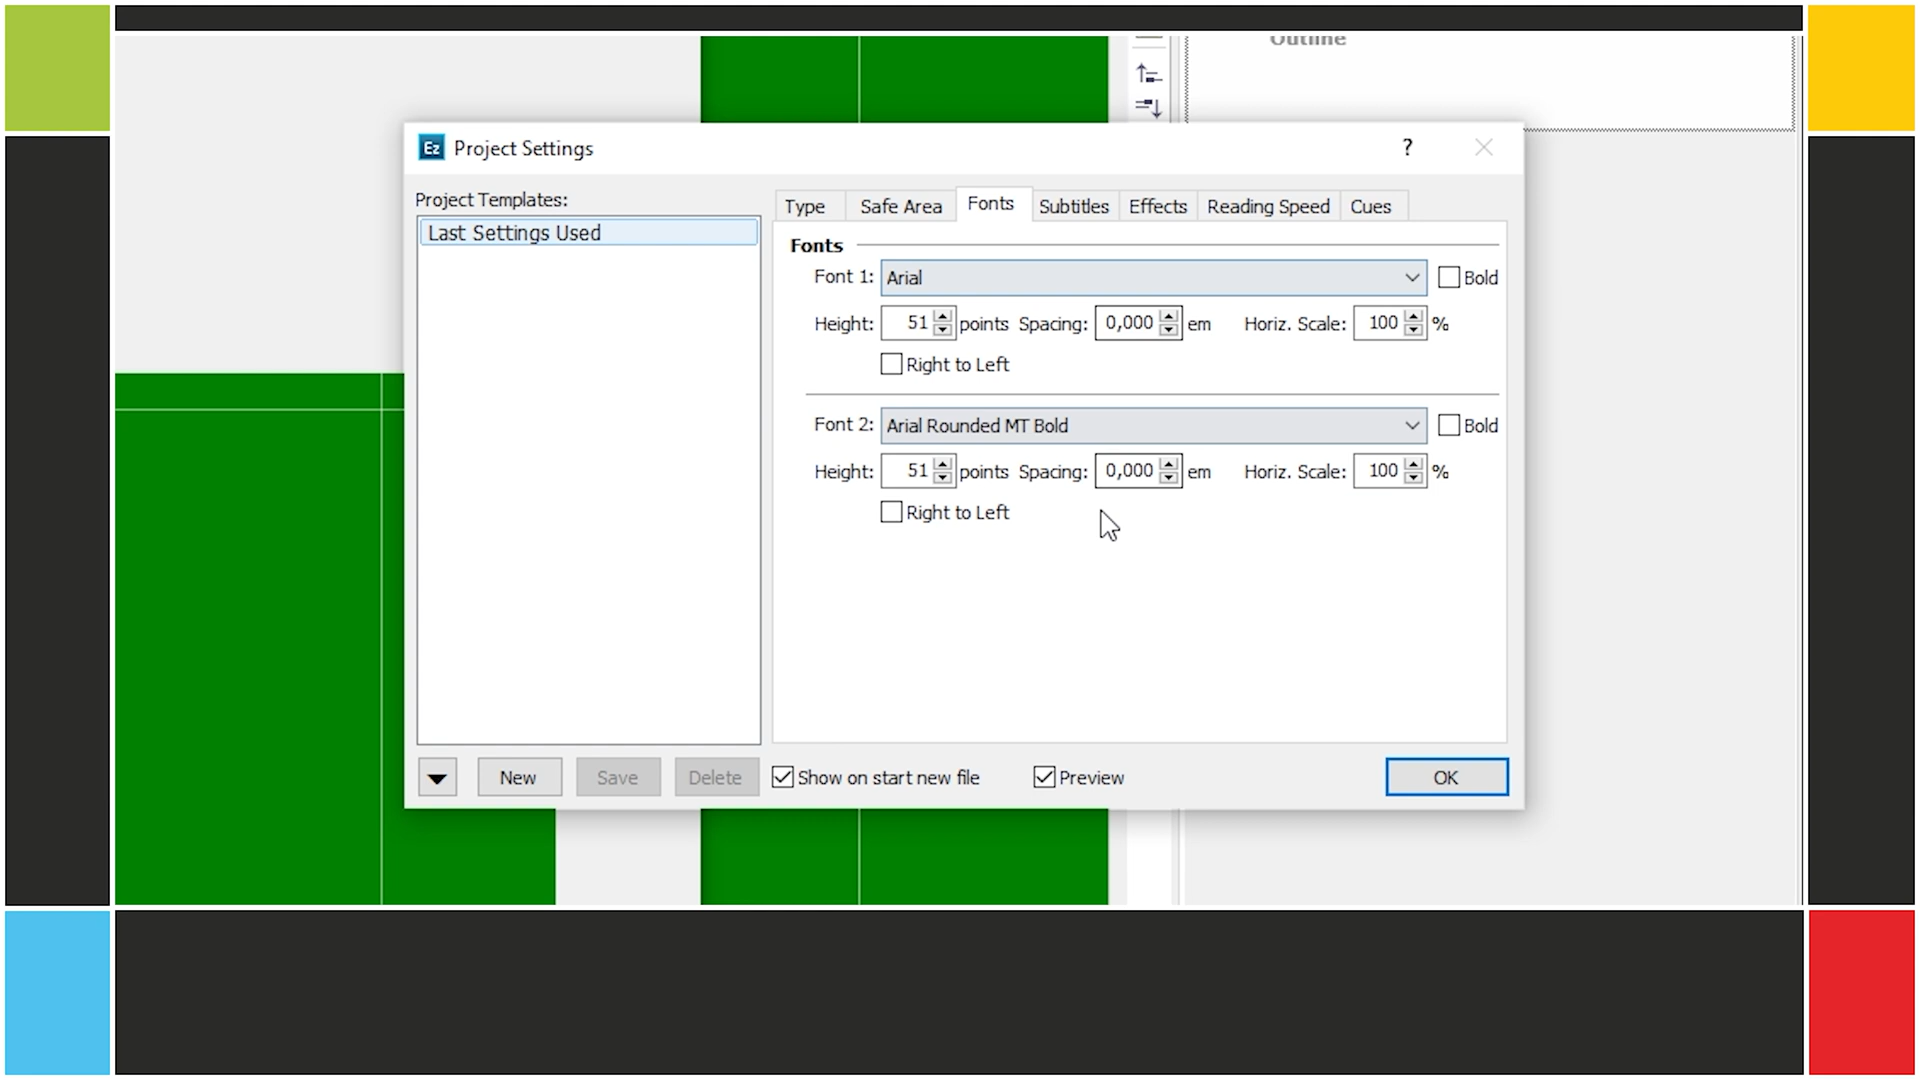 Outline
Ez Project Settings ?
Project Templates:
Last Settings Used
Type Safe Area Fonts Subtitles Effects Reading Speed Cues
Fonts
Font 1: Arial Bold
Height: 51 points Spacing: 0,000 em Horiz. Scale: 100 %
Right to Left
Font 2: Arial Rounded MT Bold Bold
Height: 51 points Spacing: 0,000 em Horiz. Scale: 100 %
Right to Left
New Save Delete Show on start new file Preview OK